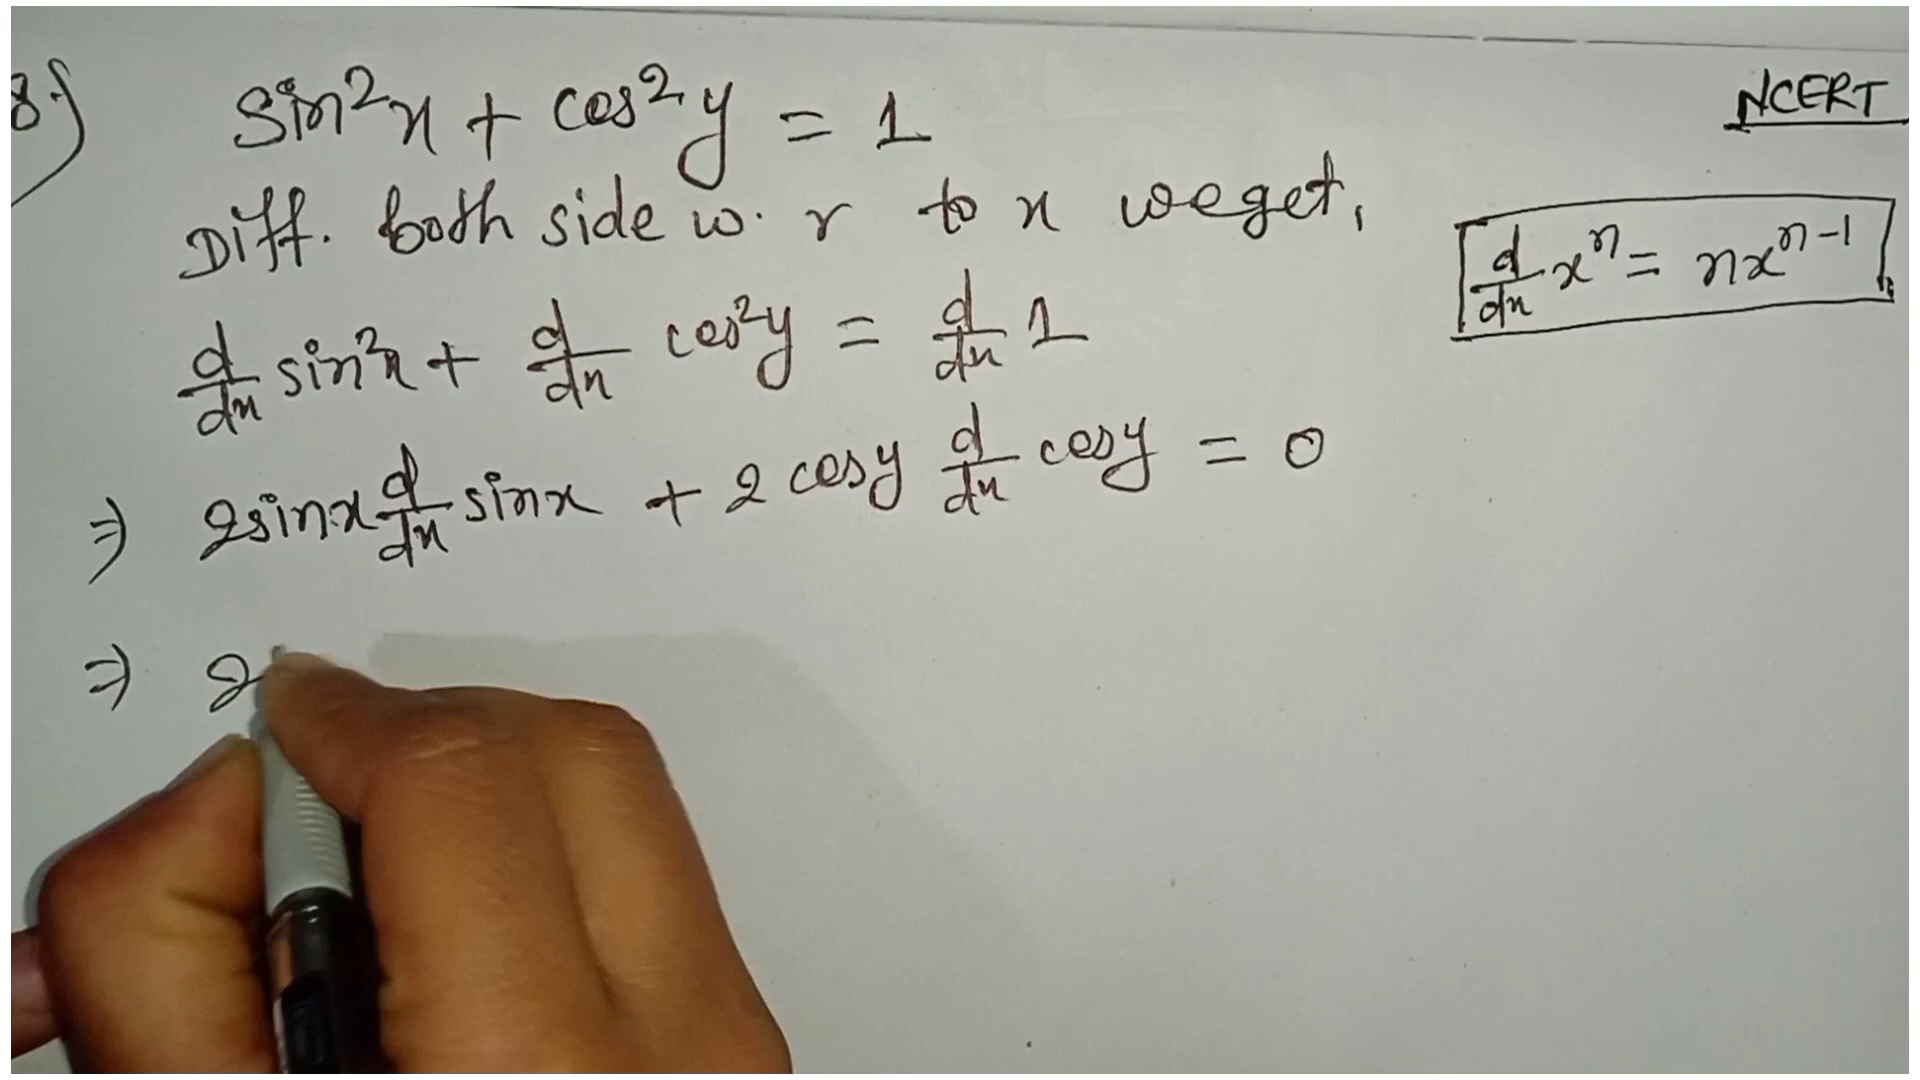 8.)
sin²x + cos²y = 1
NCERT
Diff. both side w. r to x we get,
d/dx xⁿ = nxⁿ⁻¹
d/dx sin²x + d/dx cos²y = d/dx 1
⇒ 2sinx d/dx sinx + 2 cosy d/dx cosy = 0
⇒ 2